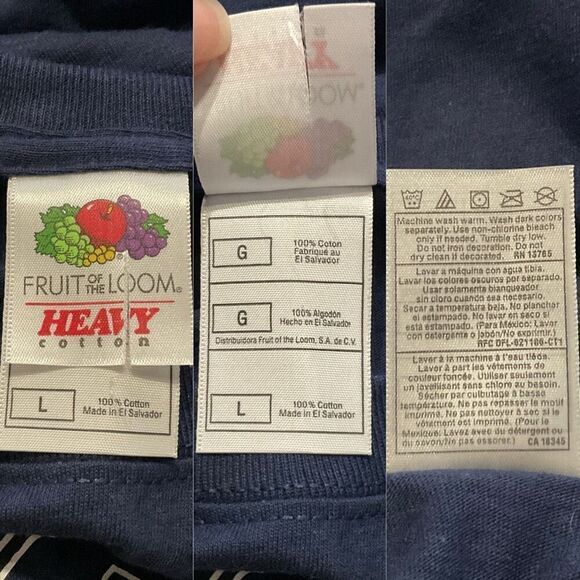 FRUIT OF THE LOOM®
HEAVY
cotton
L
100% Cotton
Made in El Salvador
HEAVY
G
100% Coton
Fabriqué au
El Salvador
G
100% Algodón
Hecho en El Salvador
Distribuidora Fruit of the Loom, S.A. de C.V.
L
100% Cotton
Made in El Salvador
Machine wash warm. Wash dark colors
separately. Use non-chlorine bleach
only if needed. Tumble dry low.
Do not iron decoration. Do not
dry clean if decorated. RN 13765
Lavar a máquina con agua tibia.
Lavar los colores oscuros por separado.
Usar solamente blanqueador
sin cloro cuando sea necesario.
Secar a temperatura baja. No planchar
el estampado. No lavar en seco si
está estampado. (Para México: Lavar
con detergente o jabón/No exprimir.)
RFC DFL-021106-CT1
Laver à la machine à l'eau tiède.
Laver à part les vêtements de
couleur foncée. Utiliser seulement
un javellisant sans chlore au besoin.
Sécher par culbutage à basse
température. Ne pas repasser le motif
imprimé. Ne pas nettoyer à sec si le
vêtement est imprimé. (Pour le
Mexique: Laver avec du détergent ou
du savon/Ne pas essorer.) CA 18345